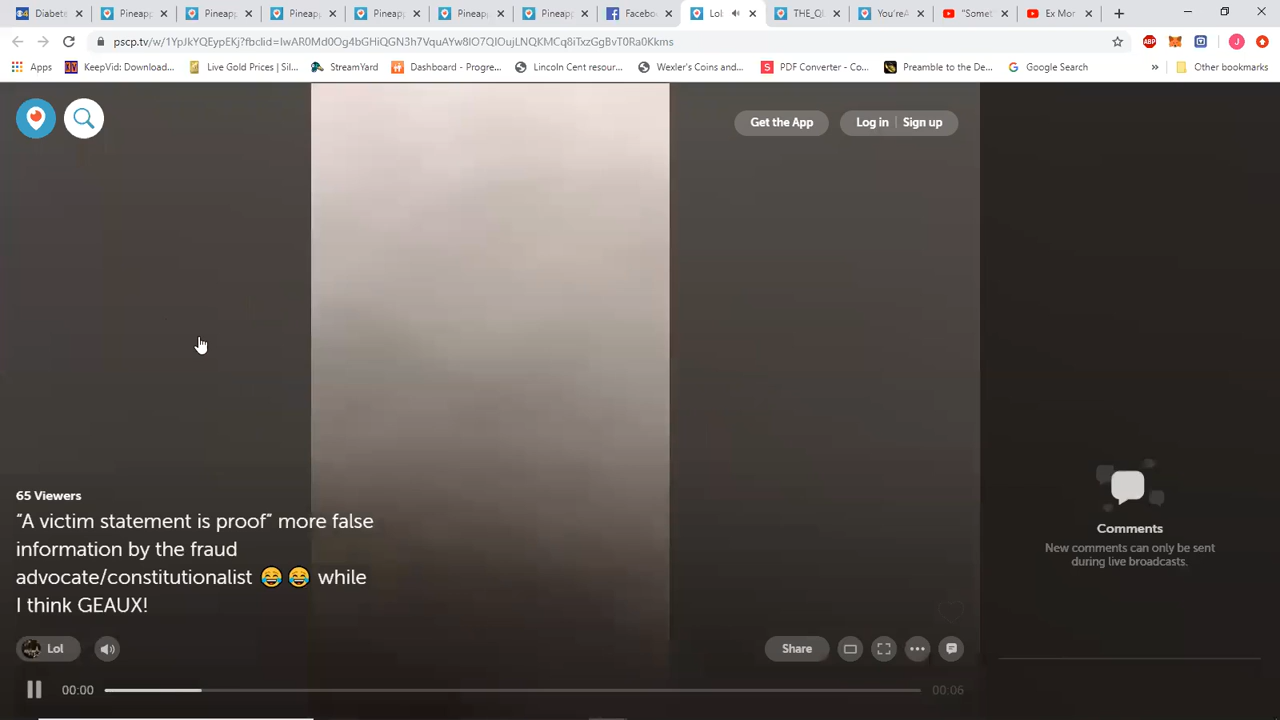 Diabete
Pineap
Pineap
Pineap
Pineap
Pineap
Pineap
Facebo
Lol
THE_Q
You'reA
"Somet
Ex Mor
pscp.tv/w/1YpJkYQEypEKj?fbclid=IwAR0Md0Og4bGHiQGN3h7VquAYw8lO7QIOujLNQKMCq8iTxzGgBvT0Ra0Kkms
ABP
J
Apps
KeepVid: Download...
Live Gold Prices | Sil...
StreamYard
Dashboard - Progre...
Lincoln Cent resour...
Wexler's Coins and...
PDF Converter - Co...
Preamble to the De...
Google Search
Other bookmarks
Get the App
Log in | Sign up
65 Viewers
“A victim statement is proof” more false
information by the fraud
advocate/constitutionalist 😂 😂 while
I think GEAUX!
Lol
Share
00:00
00:06
Comments
New comments can only be sent
during live broadcasts.